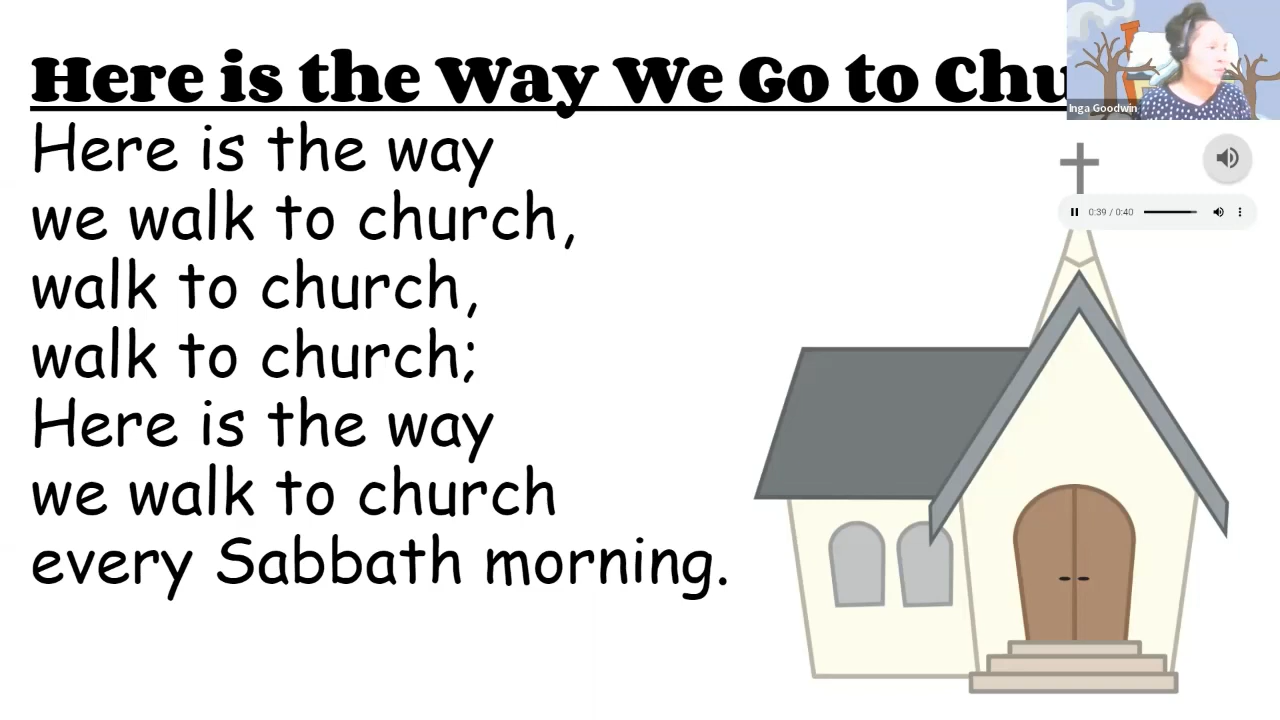 Here is the Way We Go to Chu
Inga Goodwin
Here is the way
we walk to church,
walk to church,
walk to church;
Here is the way
we walk to church
every Sabbath morning.
0:39 / 0:40